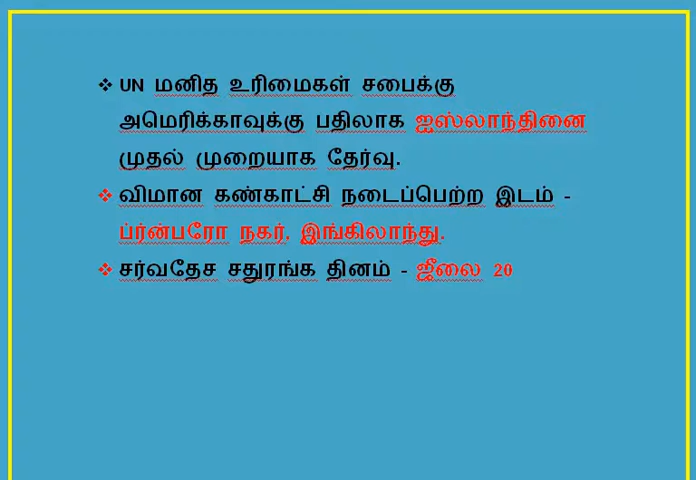 ❖ UN மனித உரிமைகள் சபைக்கு
அமெரிக்காவுக்கு பதிலாக ஐஸ்லாந்தினை
முதல் முறையாக தேர்வு.
❖ விமான கண்காட்சி நடைப்பெற்ற இடம் -
ப்ர்ன்பரோ நகர், இங்கிலாந்து.
❖ சர்வதேச சதுரங்க தினம் - ஜீலை 20